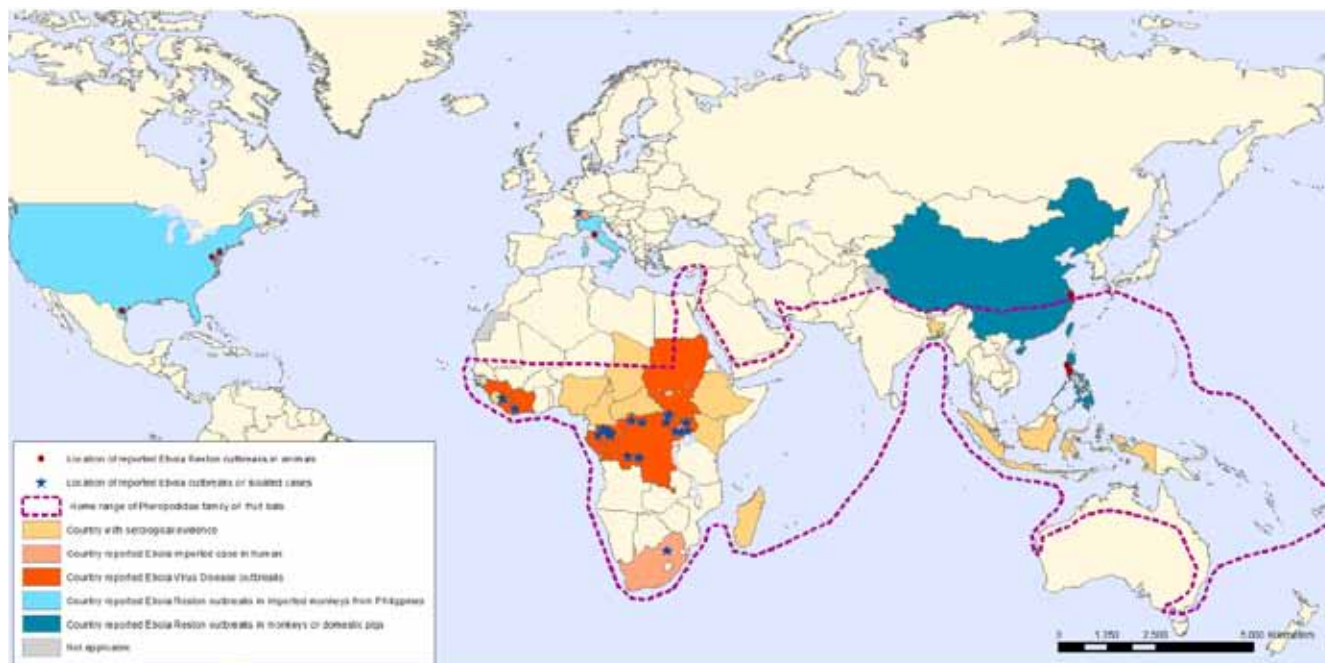 Location of reported Ebola Reston outbreaks in animals
Location of reported Ebola outbreaks or isolated cases
Home range of Pteropodidae family of fruit bats
Country with serological evidence
Country reported Ebola imported case in human
Country reported Ebola Virus Disease outbreaks
Country reported Ebola Reston outbreaks in imported monkeys from Philippines
Country reported Ebola Reston outbreaks in monkeys or domestic pigs
Not applicable
0 1.250 2.500 5.000 Kilometers